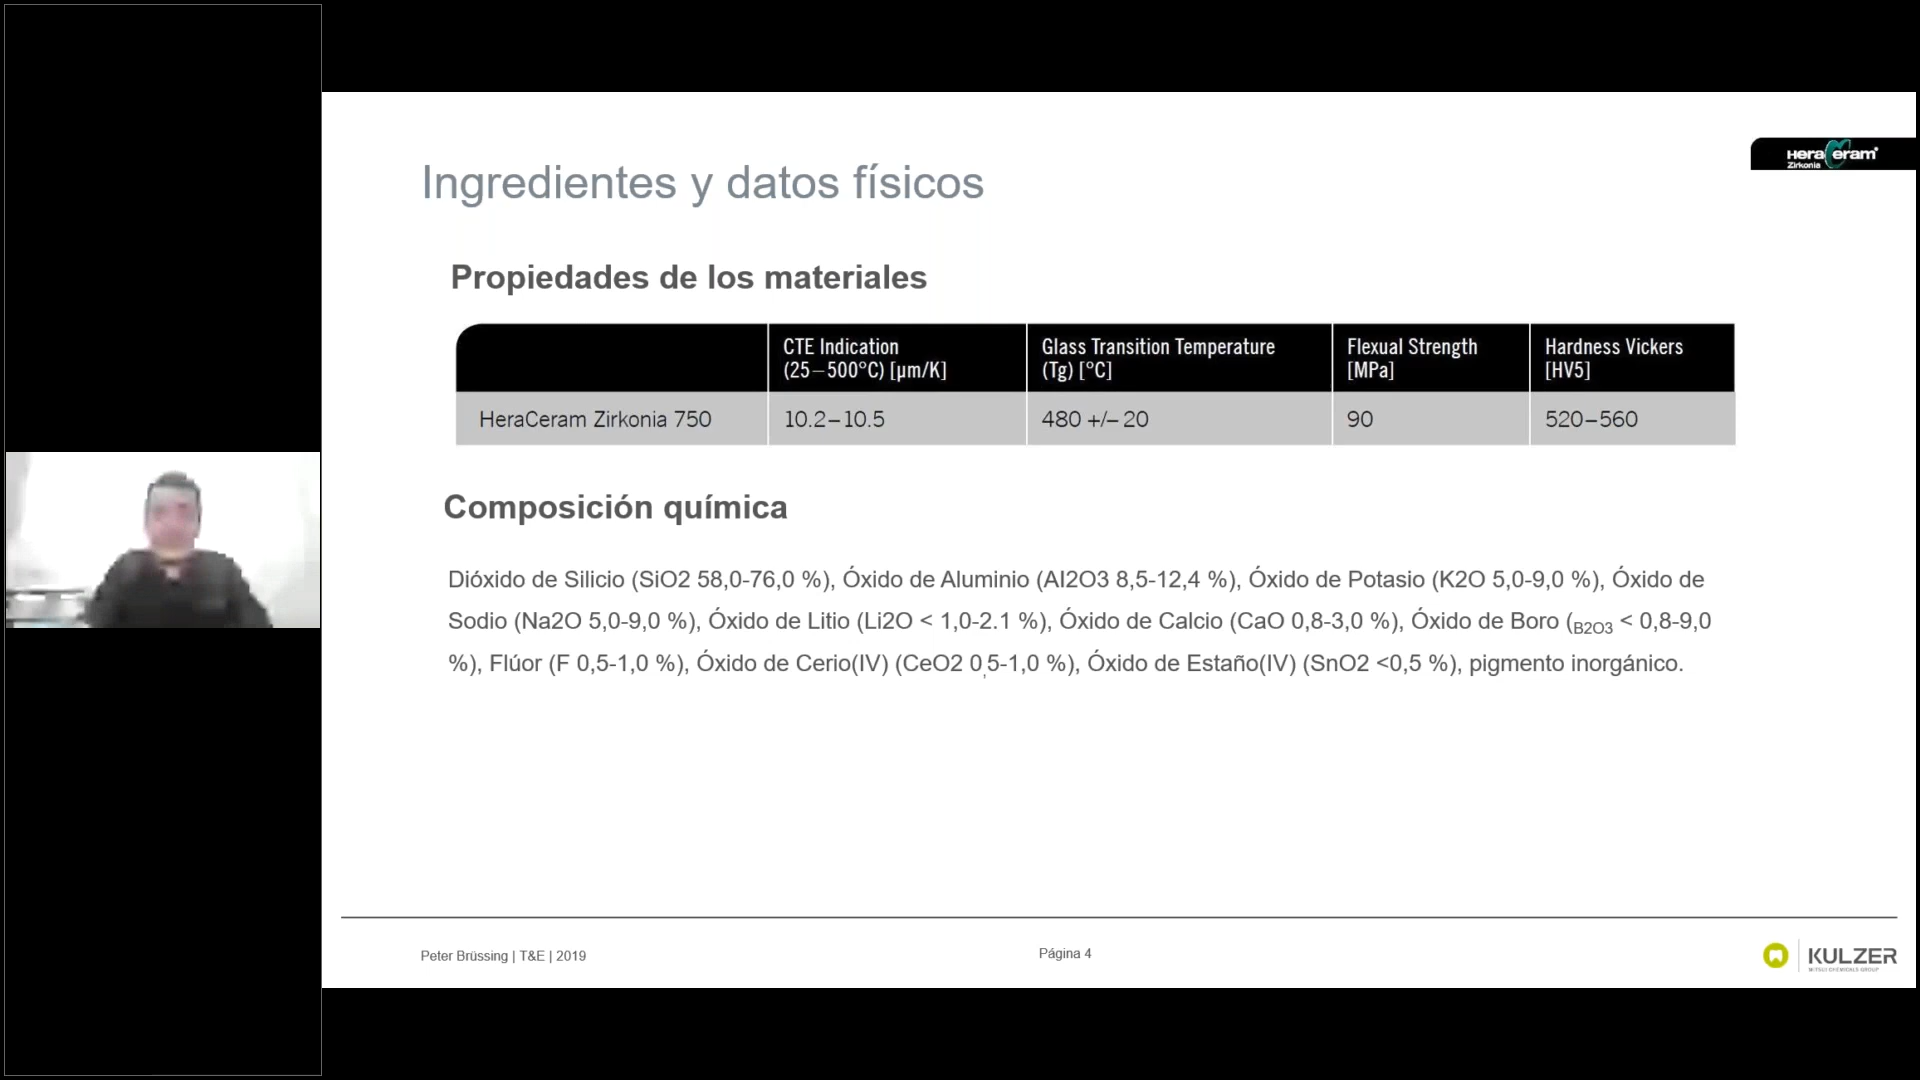 HeraCeram®
Zirkonia
Ingredientes y datos físicos
Propiedades de los materiales
CTE Indication
(25–500°C) [µm/K]
Glass Transition Temperature
(Tg) [°C]
Flexual Strength
[MPa]
Hardness Vickers
[HV5]
HeraCeram Zirkonia 750
10.2–10.5
480 +/– 20
90
520–560
Composición química
Dióxido de Silicio (SiO2 58,0-76,0 %), Óxido de Aluminio (Al2O3 8,5-12,4 %), Óxido de Potasio (K2O 5,0-9,0 %), Óxido de
Sodio (Na2O 5,0-9,0 %), Óxido de Litio (Li2O < 1,0-2.1 %), Óxido de Calcio (CaO 0,8-3,0 %), Óxido de Boro (B2O3 < 0,8-9,0
%), Flúor (F 0,5-1,0 %), Óxido de Cerio(IV) (CeO2 0,5-1,0 %), Óxido de Estaño(IV) (SnO2 <0,5 %), pigmento inorgánico.
Peter Brüssing | T&E | 2019
Página 4
KULZER
MITSUI CHEMICALS GROUP